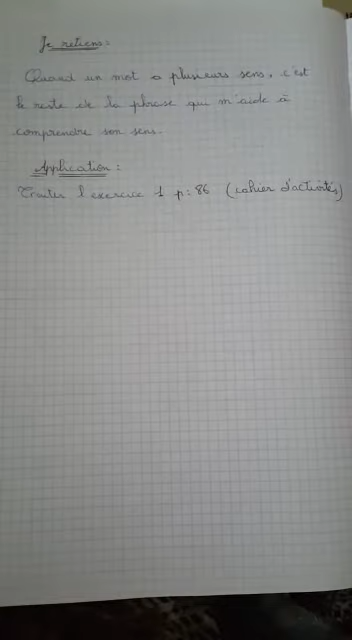 Je retiens :
Quand un mot a plusieurs sens, c'est
le reste de la phrase qui m'aide à
comprendre son sens.
Application :
Traiter l'exercice 1 p : 86 (cahier d'activités)